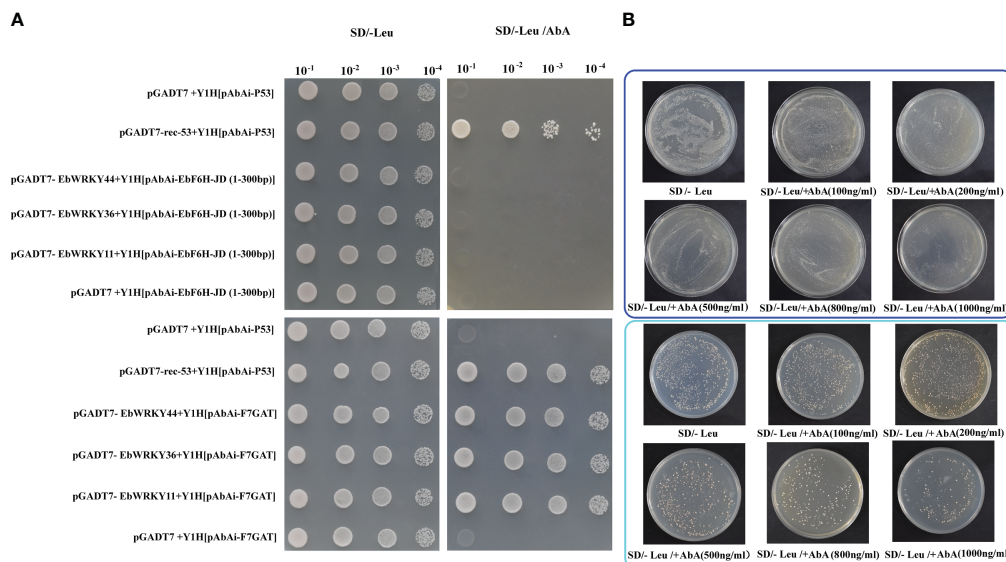 A
B
SD/-Leu
SD/-Leu /AbA
10-1 10-2 10-3 10-4
10-1 10-2 10-3 10-4
pGADT7 +Y1H[pAbAi-P53]
pGADT7-rec-53+Y1H[pAbAi-P53]
pGADT7- EbWRKY44+Y1H[pAbAi-EbF6H-JD (1-300bp)]
pGADT7- EbWRKY36+Y1H[pAbAi-EbF6H-JD (1-300bp)]
pGADT7- EbWRKY11+Y1H[pAbAi-EbF6H-JD (1-300bp)]
pGADT7 +Y1H[pAbAi-EbF6H-JD (1-300bp)]
pGADT7 +Y1H[pAbAi-P53]
pGADT7-rec-53+Y1H[pAbAi-P53]
pGADT7- EbWRKY44+Y1H[pAbAi-F7GAT]
pGADT7- EbWRKY36+Y1H[pAbAi-F7GAT]
pGADT7- EbWRKY11+Y1H[pAbAi-F7GAT]
pGADT7 +Y1H[pAbAi-F7GAT]
SD/- Leu
SD/- Leu/+AbA(100ng/ml)
SD/-Leu/+AbA(200ng/ml)
SD/-Leu/+AbA(500ng/ml)
SD/-Leu/+AbA(800ng/ml)
SD/-Leu/+AbA(1000ng/ml)
SD/- Leu
SD/- Leu /+AbA(100ng/ml)
SD/- Leu /+AbA(200ng/ml)
SD/- Leu /+AbA(500ng/ml)
SD/- Leu /+AbA(800ng/ml)
SD/- Leu /+AbA(1000ng/ml